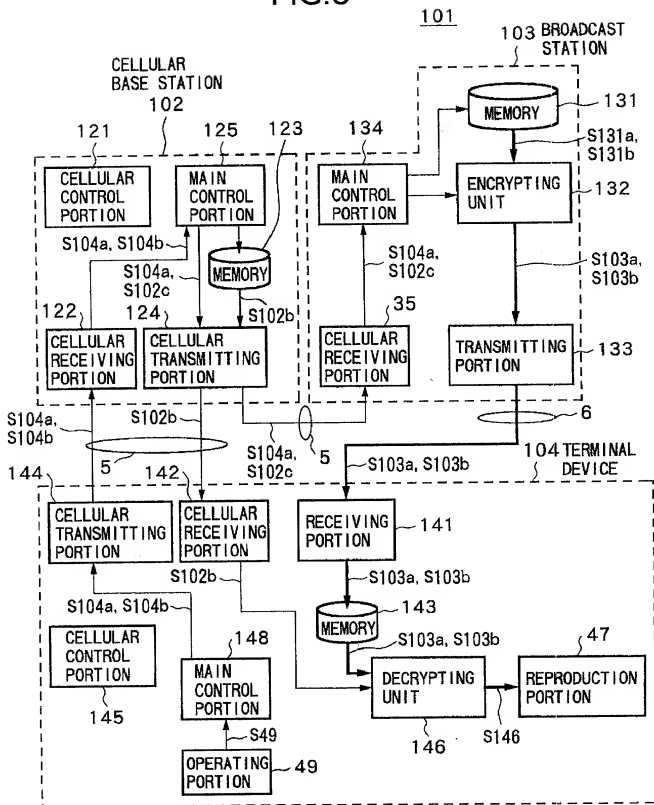 FIG.
101
103 BROADCAST
STATION
CELLULAR
BASE STATION
102
121
125
123
CELLULAR
CONTROL
PORTION
MAIN
CONTROL
PORTION
S104a, S104b
S104a,
S102c
MEMORY
S102b
122
124
CELLULAR
RECEIVING
PORTION
CELLULAR
TRANSMITTING
PORTION
134
MAIN
CONTROL
PORTION
MEMORY
131
S131a,
S131b
ENCRYPTING
UNIT
132
S104a,
S102c
S103a,
S103b
35
CELLULAR
RECEIVING
PORTION
TRANSMITTING
PORTION
133
S104a,
S104b
5
S102b
S104a,
S102c
5
6
S103a, S103b
104 TERMINAL
DEVICE
144
CELLULAR
TRANSMITTING
PORTION
142
CELLULAR
RECEIVING
PORTION
RECEIVING
PORTION
141
S102b
S103a, S103b
S104a, S104b
MEMORY
143
S103a, S103b
CELLULAR
CONTROL
PORTION
145
148
MAIN
CONTROL
PORTION
S49
OPERATING
PORTION
49
DECRYPTING
UNIT
146
S146
47
REPRODUCTION
PORTION